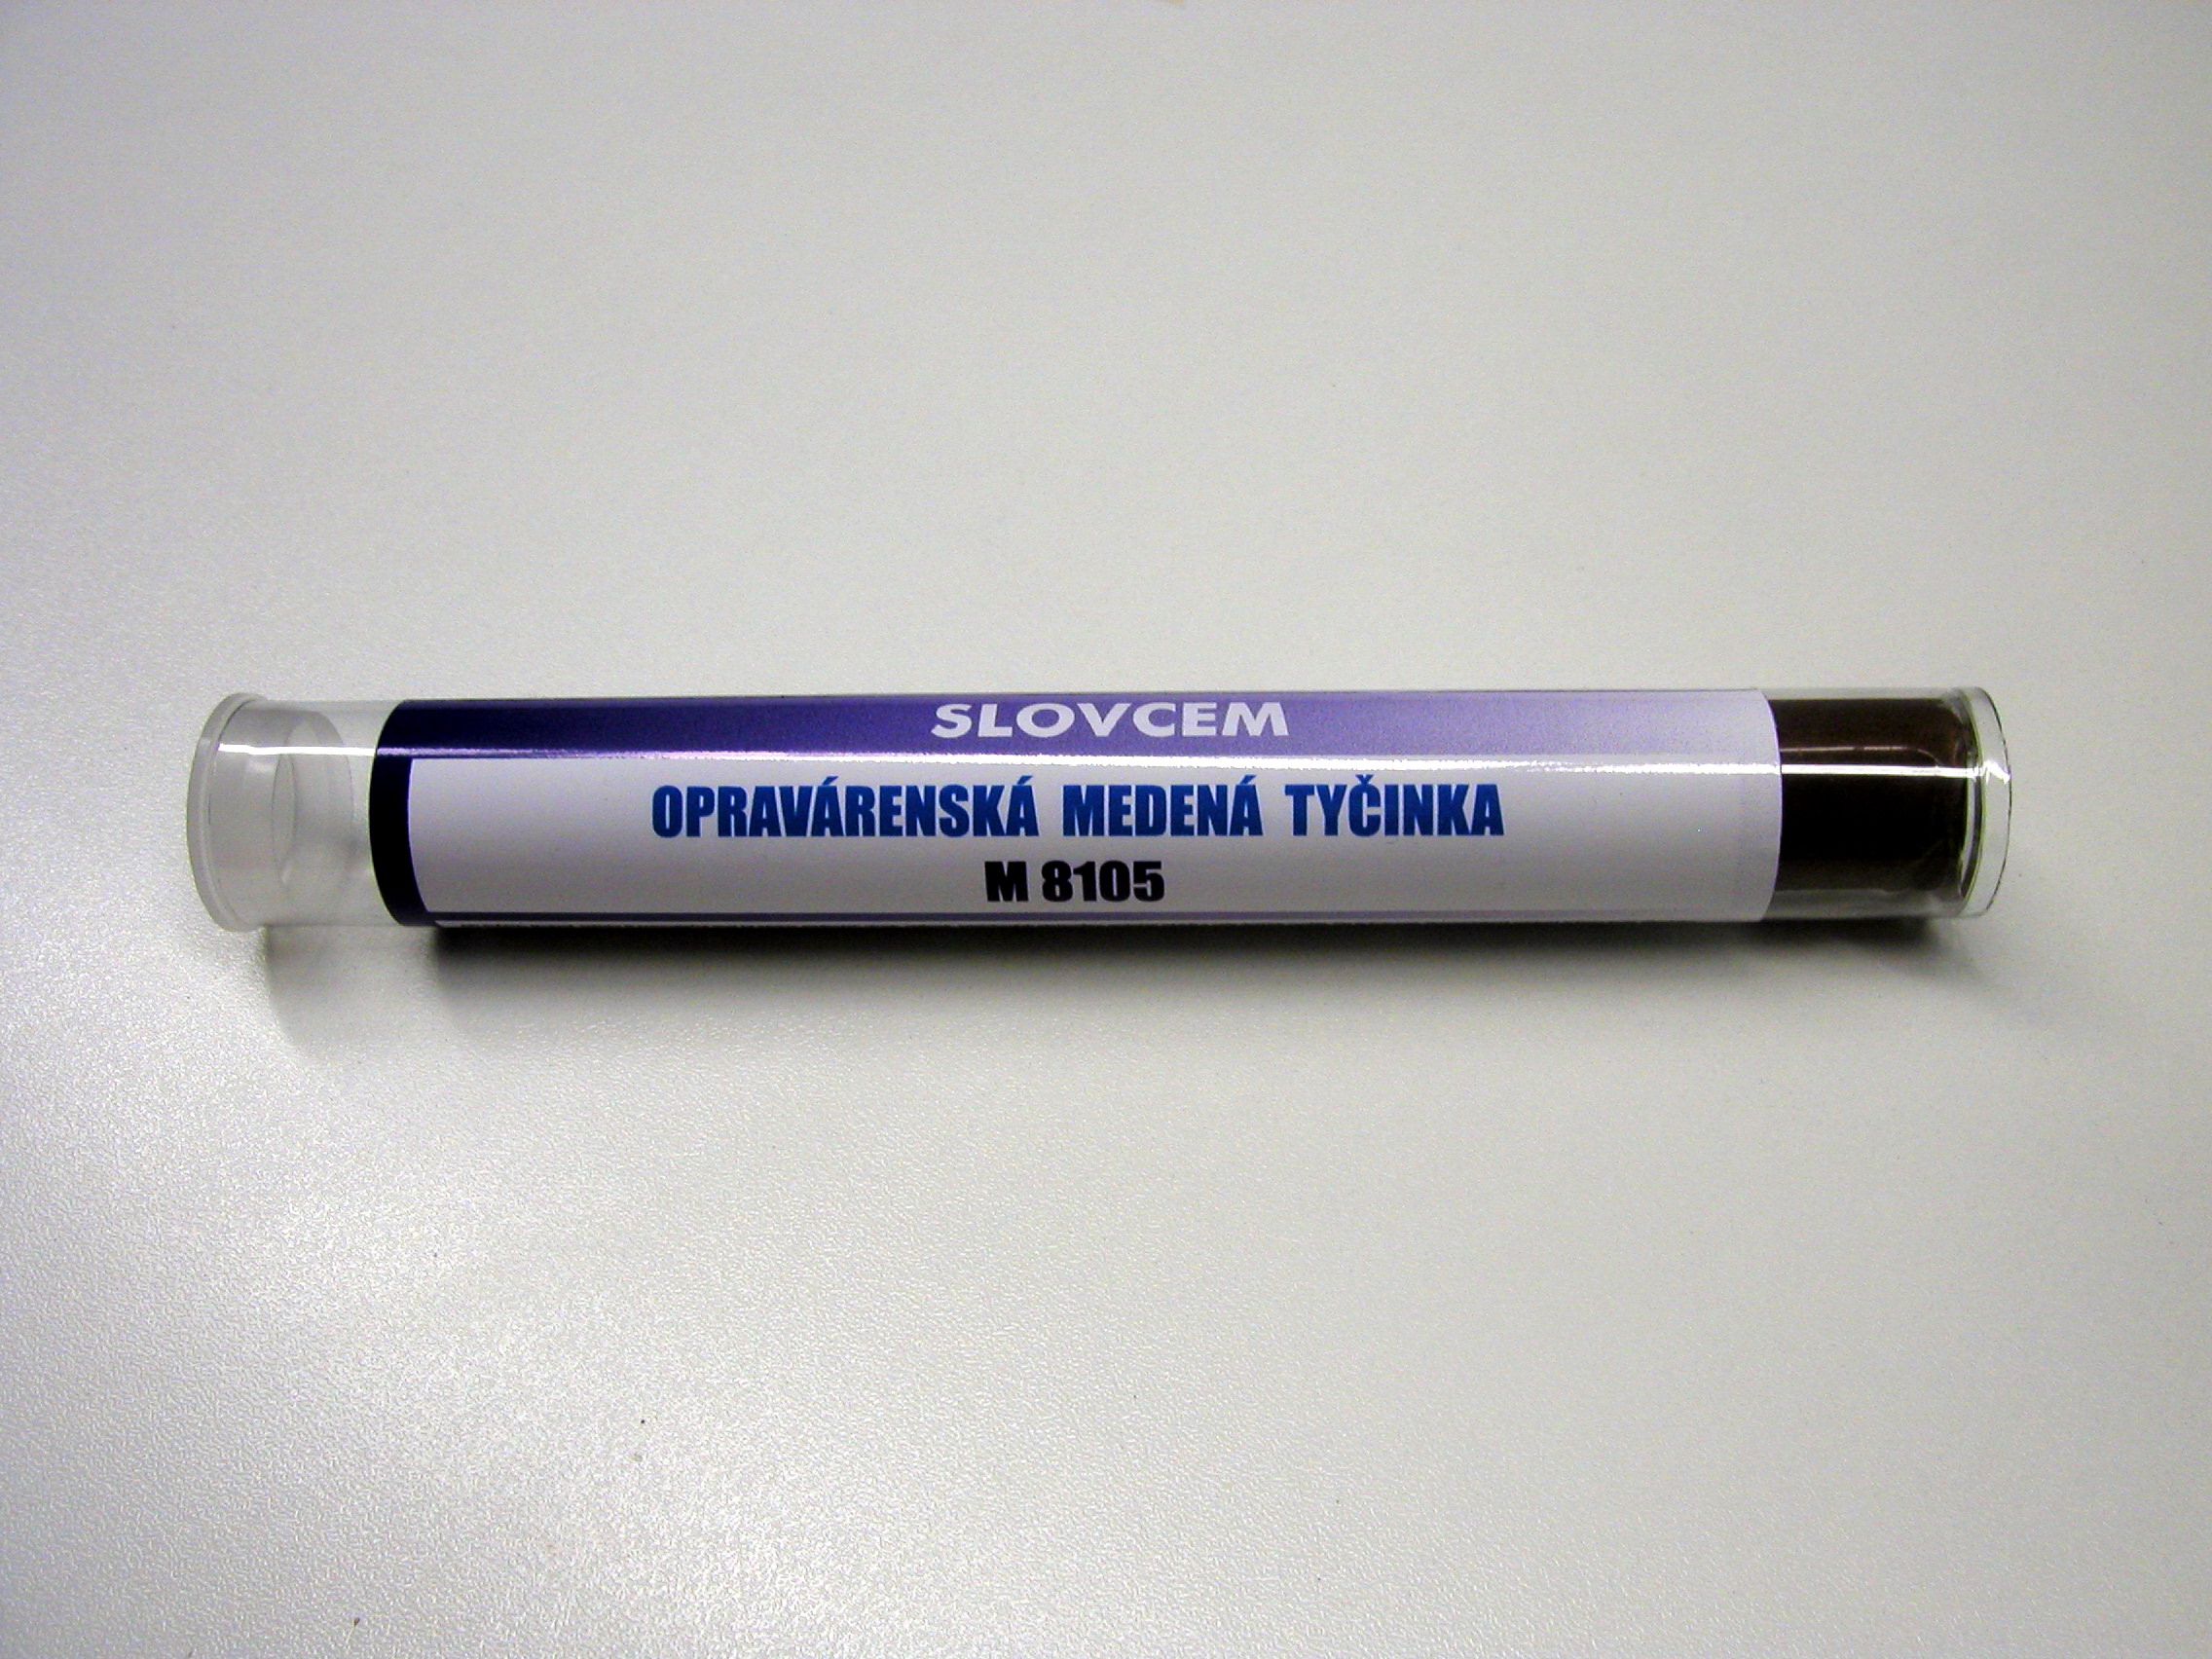 SLOVCEM
OPRAVÁRENSKÁ MEDENÁ TYČINKA
M 8105